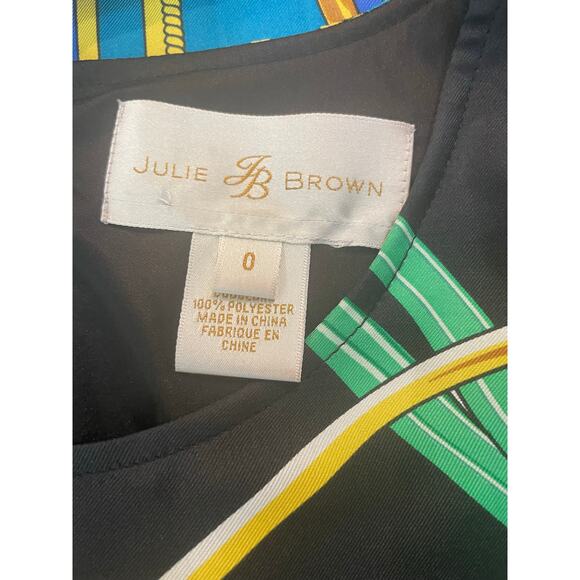 JULIE JB BROWN
0
100% POLYESTER
MADE IN CHINA
FABRIQUE EN
CHINE